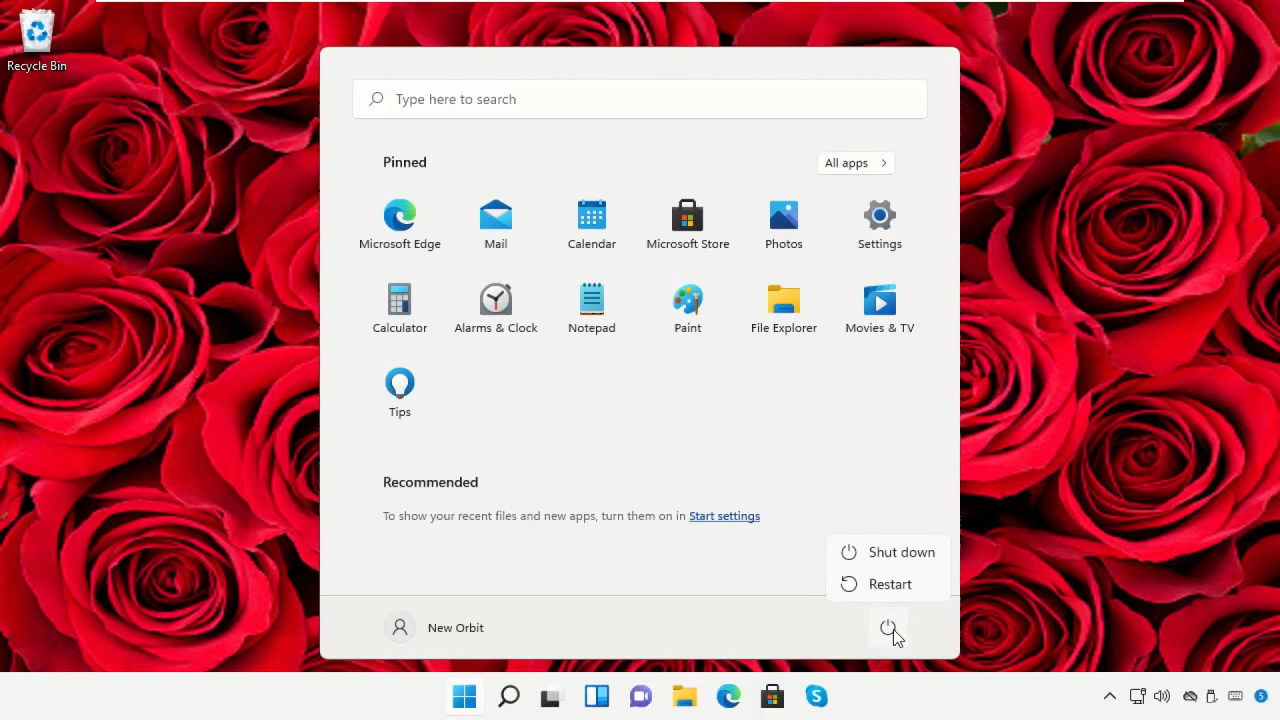 Recycle Bin
Type here to search
Pinned
All apps
Microsoft Edge
Mail
Calendar
Microsoft Store
Photos
Settings
Calculator
Alarms & Clock
Notepad
Paint
File Explorer
Movies & TV
Tips
Recommended
To show your recent files and new apps, turn them on in Start settings
Shut down
Restart
New Orbit
S
5